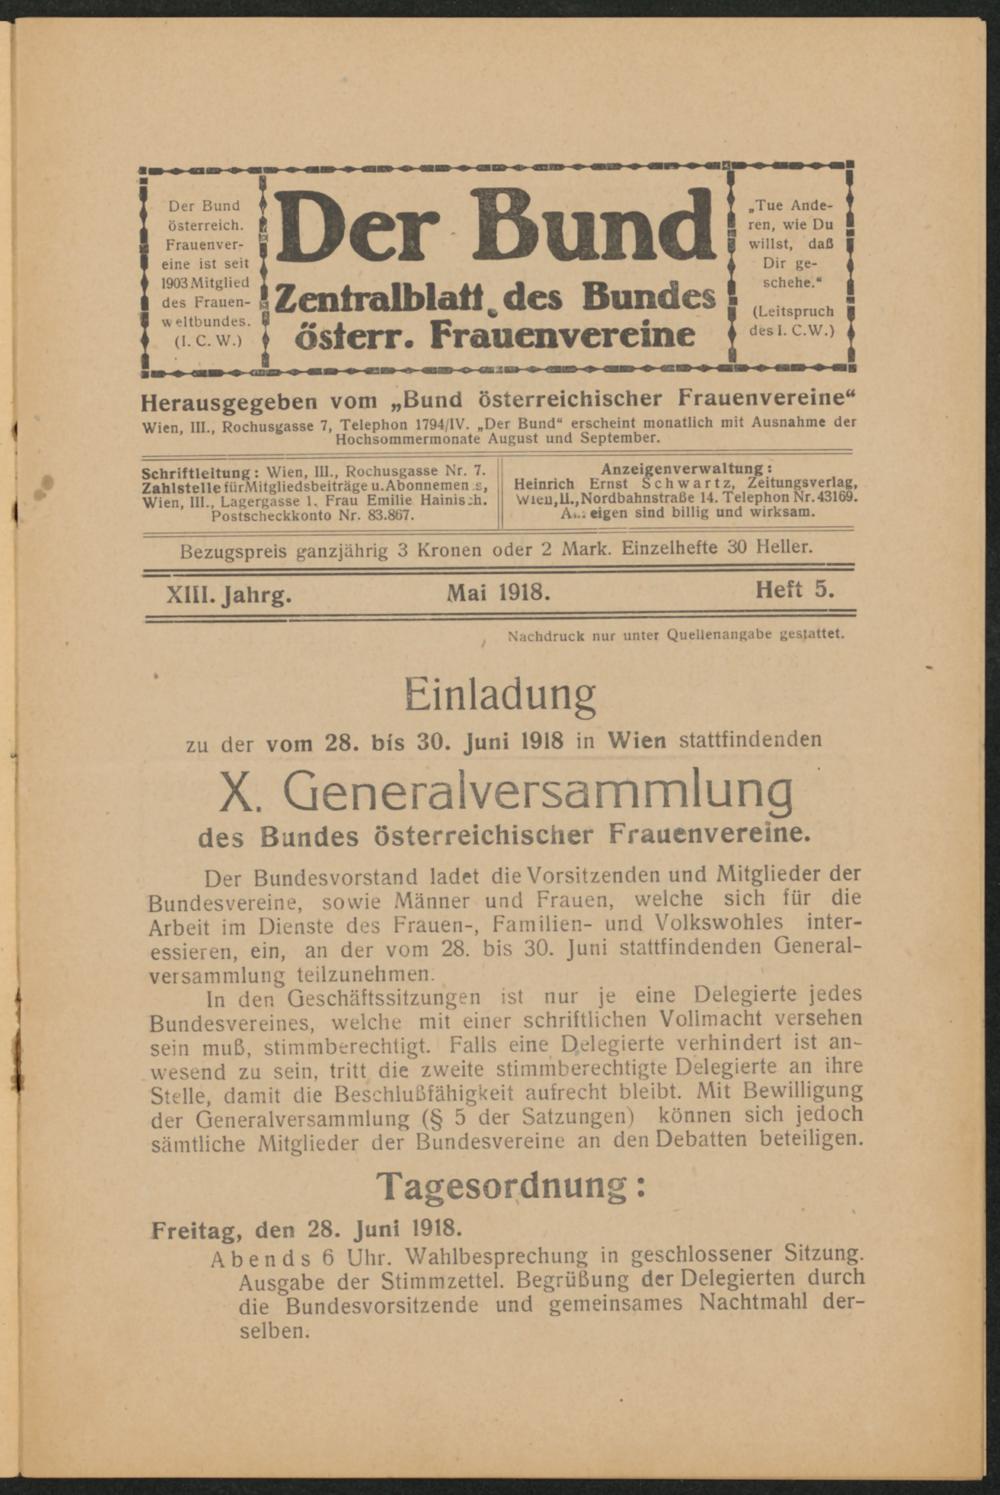 Der Bund
österreich.
Frauenver-
eine ist seit
1903 Mitglied
des Frauen-
weltbundes.
(I. C. W.)
Der Bund
Zentralblatt des Bundes
österr. Frauenvereine
„Tue Ande-
ren, wie Du
willst, daß
Dir ge-
schehe.“
(Leitspruch
des I. C.W.)
Herausgegeben vom „Bund österreichischer Frauenvereine“
Wien, III., Rochusgasse 7, Telephon 1794/IV. „Der Bund“ erscheint monatlich mit Ausnahme der
Hochsommermonate August und September.
Schriftleitung: Wien, III., Rochusgasse Nr. 7.
Zahlstelle für Mitgliedsbeiträge u. Abonnements,
Wien, III., Lagergasse 1, Frau Emilie Hainisch.
Postscheckkonto Nr. 83.867.
Anzeigenverwaltung:
Heinrich Ernst Schwartz, Zeitungsverlag,
Wien, II., Nordbahnstraße 14. Telephon Nr. 43169.
Anzeigen sind billig und wirksam.
Bezugspreis ganzjährig 3 Kronen oder 2 Mark. Einzelhefte 30 Heller.
XIII. Jahrg. Mai 1918. Heft 5.
Nachdruck nur unter Quellenangabe gestattet.
Einladung
zu der vom 28. bis 30. Juni 1918 in Wien stattfindenden
X. Generalversammlung
des Bundes österreichischer Frauenvereine.
Der Bundesvorstand ladet die Vorsitzenden und Mitglieder der
Bundesvereine, sowie Männer und Frauen, welche sich für die
Arbeit im Dienste des Frauen-, Familien- und Volkswohles inter-
essieren, ein, an der vom 28. bis 30. Juni stattfindenden General-
versammlung teilzunehmen.
In den Geschäftssitzungen ist nur je eine Delegierte jedes
Bundesvereines, welche mit einer schriftlichen Vollmacht versehen
sein muß, stimmberechtigt. Falls eine Delegierte verhindert ist an-
wesend zu sein, tritt die zweite stimmberechtigte Delegierte an ihre
Stelle, damit die Beschlußfähigkeit aufrecht bleibt. Mit Bewilligung
der Generalversammlung (§ 5 der Satzungen) können sich jedoch
sämtliche Mitglieder der Bundesvereine an den Debatten beteiligen.
Tagesordnung:
Freitag, den 28. Juni 1918.
Abends 6 Uhr. Wahlbesprechung in geschlossener Sitzung.
Ausgabe der Stimmzettel. Begrüßung der Delegierten durch
die Bundesvorsitzende und gemeinsames Nachtmahl der-
selben.